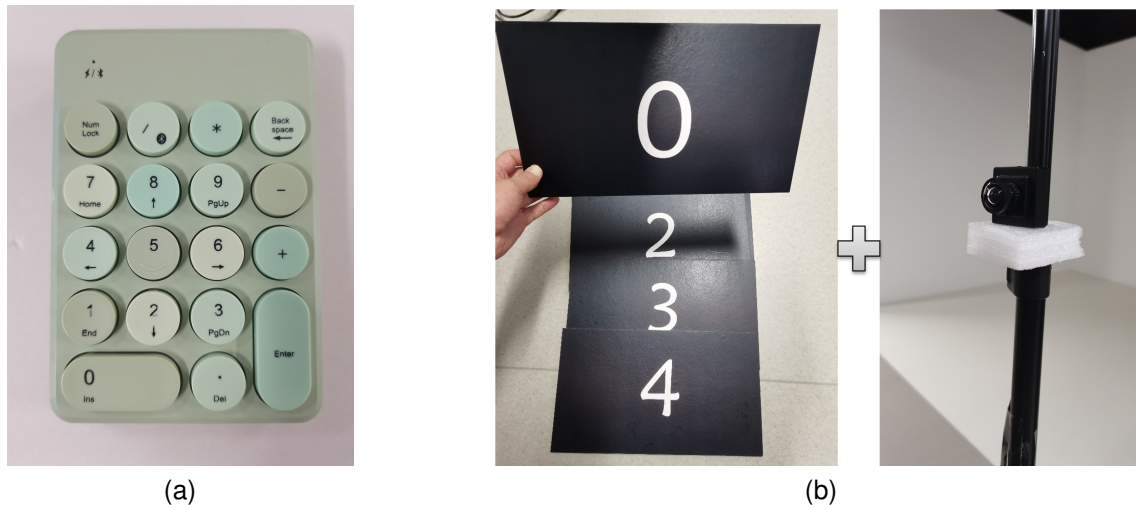 Num Lock
/
*
Back space
←
7 Home
8 ↑
9 PgUp
−
4 ←
5
6 →
+
1 End
2 ↓
3 PgDn
Enter
0 Ins
. Del
0
2
3
4
(a)
(b)